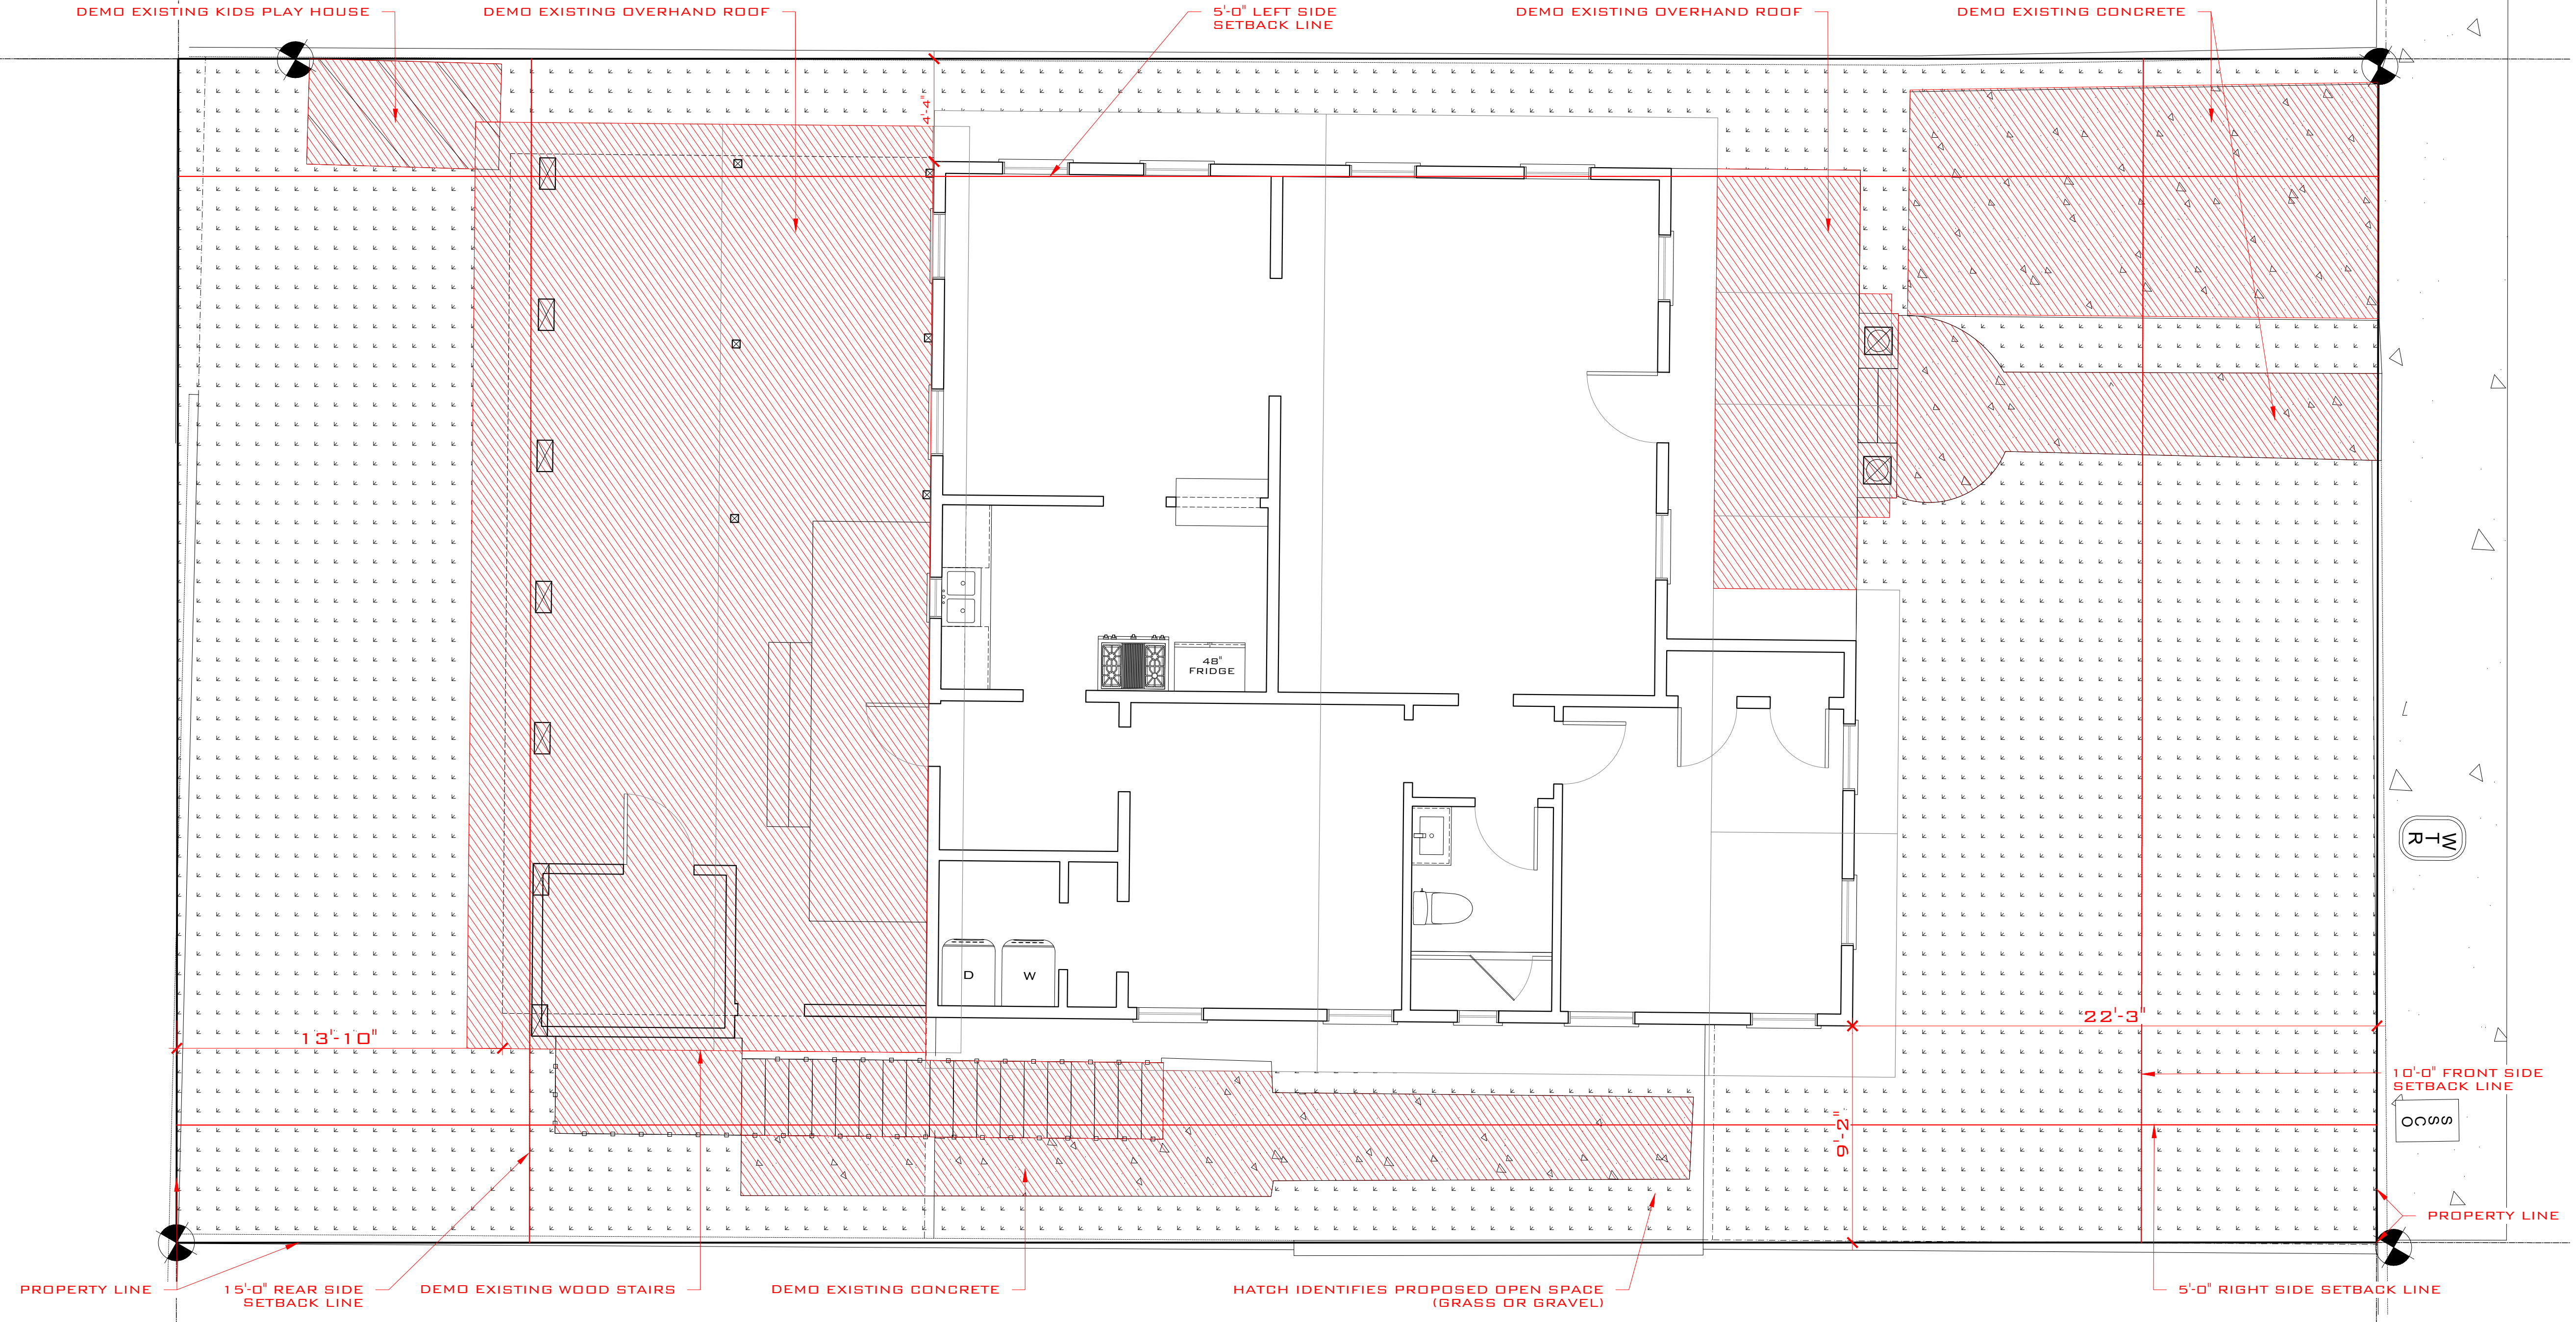 DEMO EXISTING KIDS PLAY HOUSE
DEMO EXISTING OVERHAND ROOF
5'-0" LEFT SIDE
SETBACK LINE
DEMO EXISTING OVERHAND ROOF
DEMO EXISTING CONCRETE
4'-4"
48"
FRIDGE
WTR
D
W
13'-10"
22'-3"
10'-0" FRONT SIDE
SETBACK LINE
SSCO
9'-2"
PROPERTY LINE
PROPERTY LINE
15'-0" REAR SIDE
SETBACK LINE
DEMO EXISTING WOOD STAIRS
DEMO EXISTING CONCRETE
HATCH IDENTIFIES PROPOSED OPEN SPACE
(GRASS OR GRAVEL)
5'-0" RIGHT SIDE SETBACK LINE